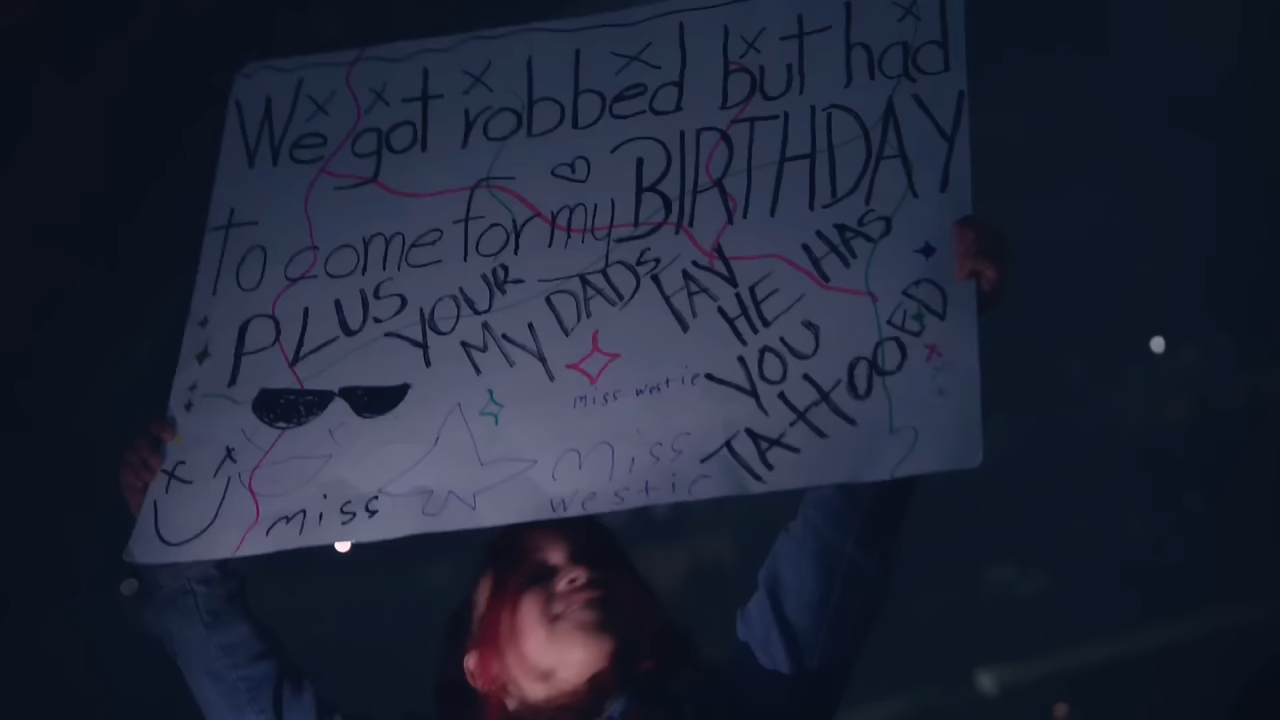 We got robbed but had
to come for my BIRTHDAY
PLUS YOUR MY DADS FAV HE HAS YOU TATTOOED
miss westie
miss westie
miss